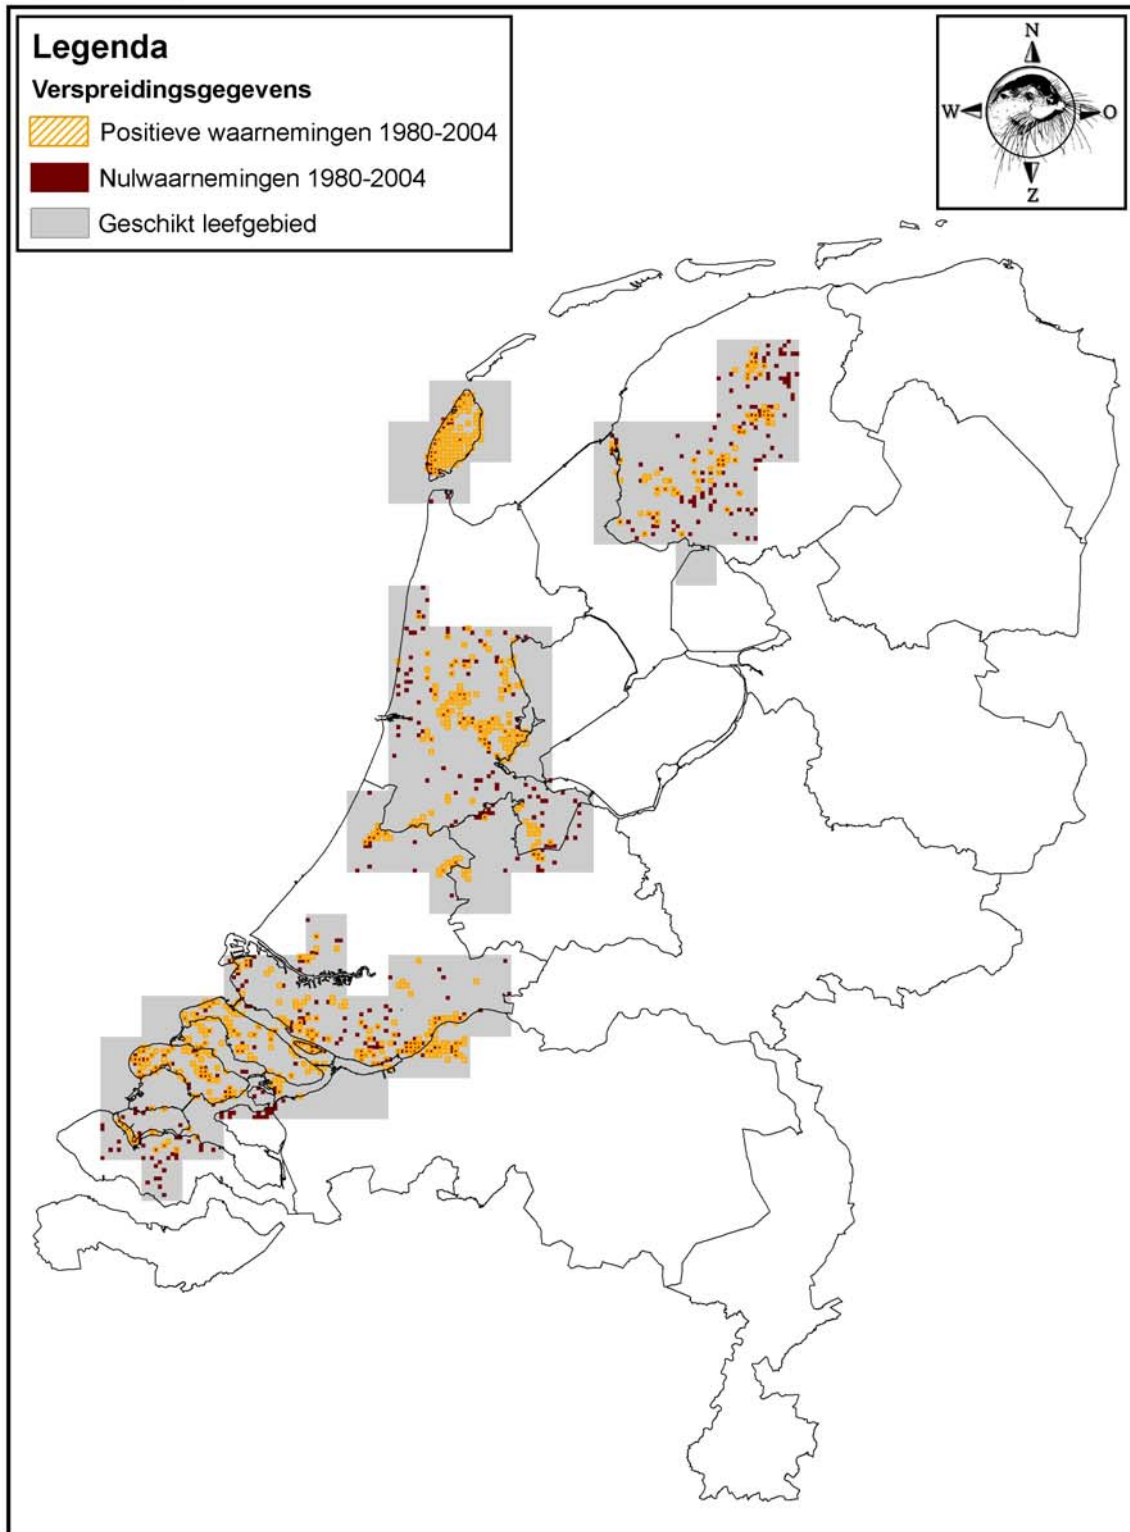 Legenda
Verspreidingsgegevens
Positieve waarnemingen 1980-2004
Nulwaarnemingen 1980-2004
Geschikt leefgebied
N
W
O
Z